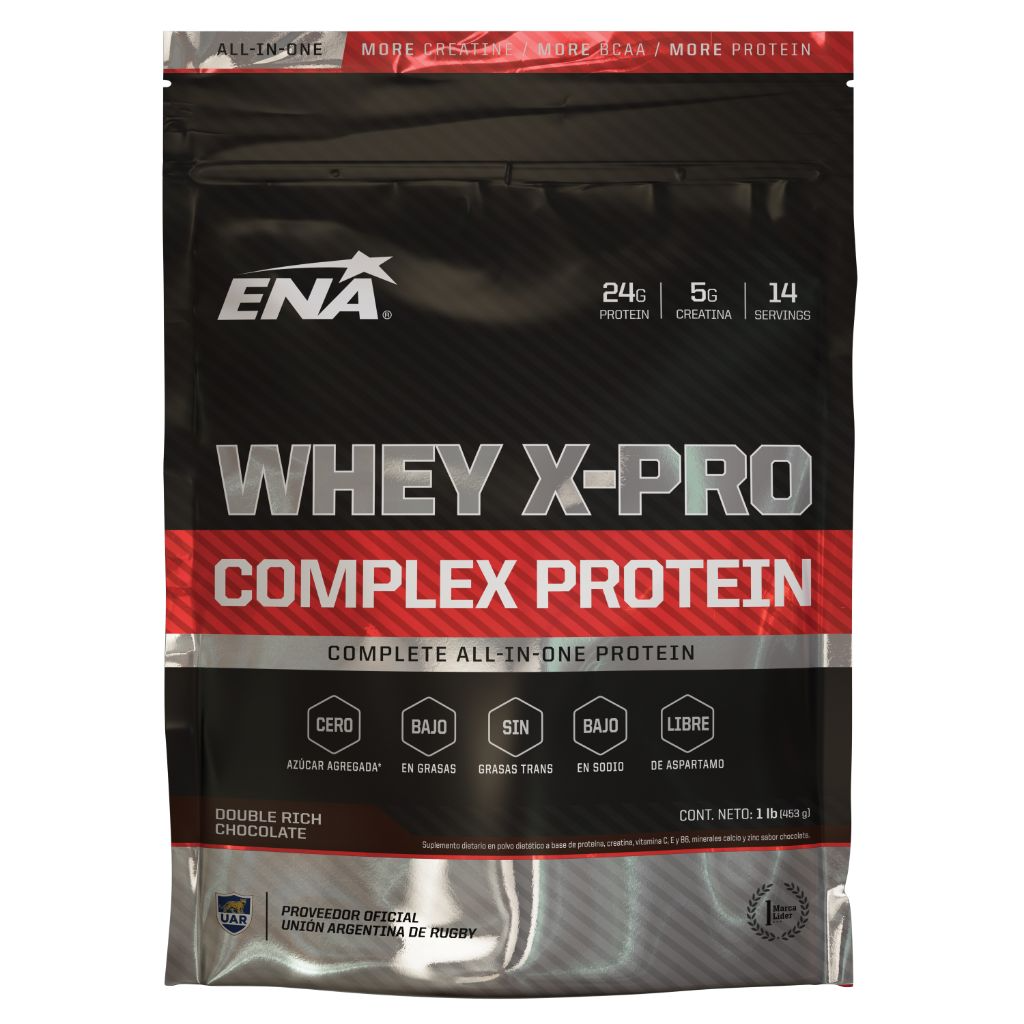 ALL-IN-ONE MORE CREATINE / MORE BCAA / MORE PROTEIN
ENA®
24G PROTEIN
5G CREATINA
14 SERVINGS
WHEY X-PRO
COMPLEX PROTEIN
COMPLETE ALL-IN-ONE PROTEIN
CERO
AZÚCAR AGREGADA*
BAJO
EN GRASAS
SIN
GRASAS TRANS
BAJO
EN SODIO
LIBRE
DE ASPARTAMO
DOUBLE RICH
CHOCOLATE
CONT. NETO: 1 lb (453 g)
Suplemento dietario en polvo dietético a base de proteína, creatina, vitamina C, E y B6, minerales calcio y zinc sabor chocolate.
UAR
PROVEEDOR OFICIAL
UNIÓN ARGENTINA DE RUGBY
1 Marca
Líder